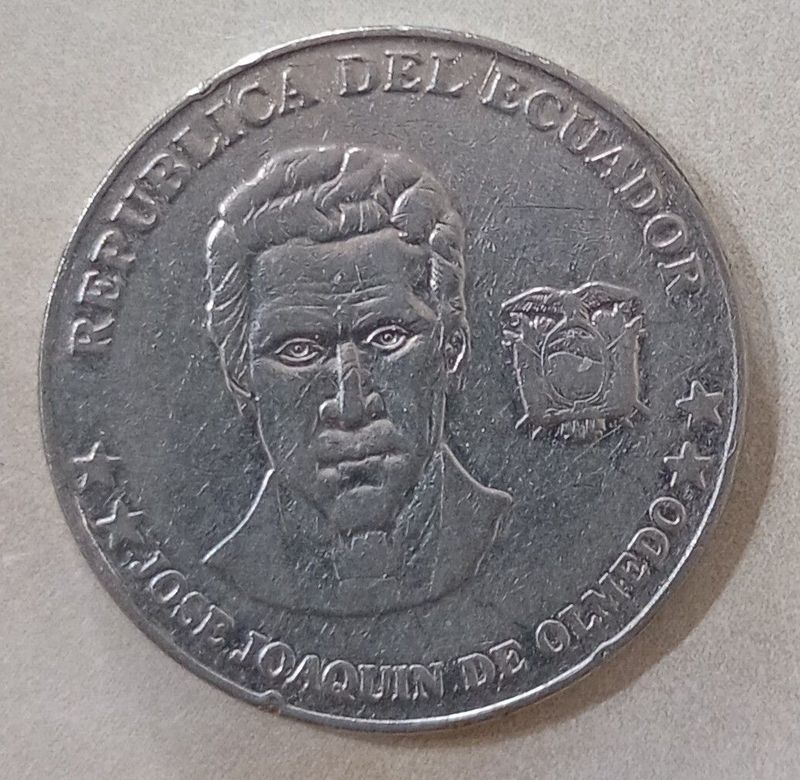 REPUBLICA DEL ECUADOR
JOSE JOAQUIN DE OLMEDO